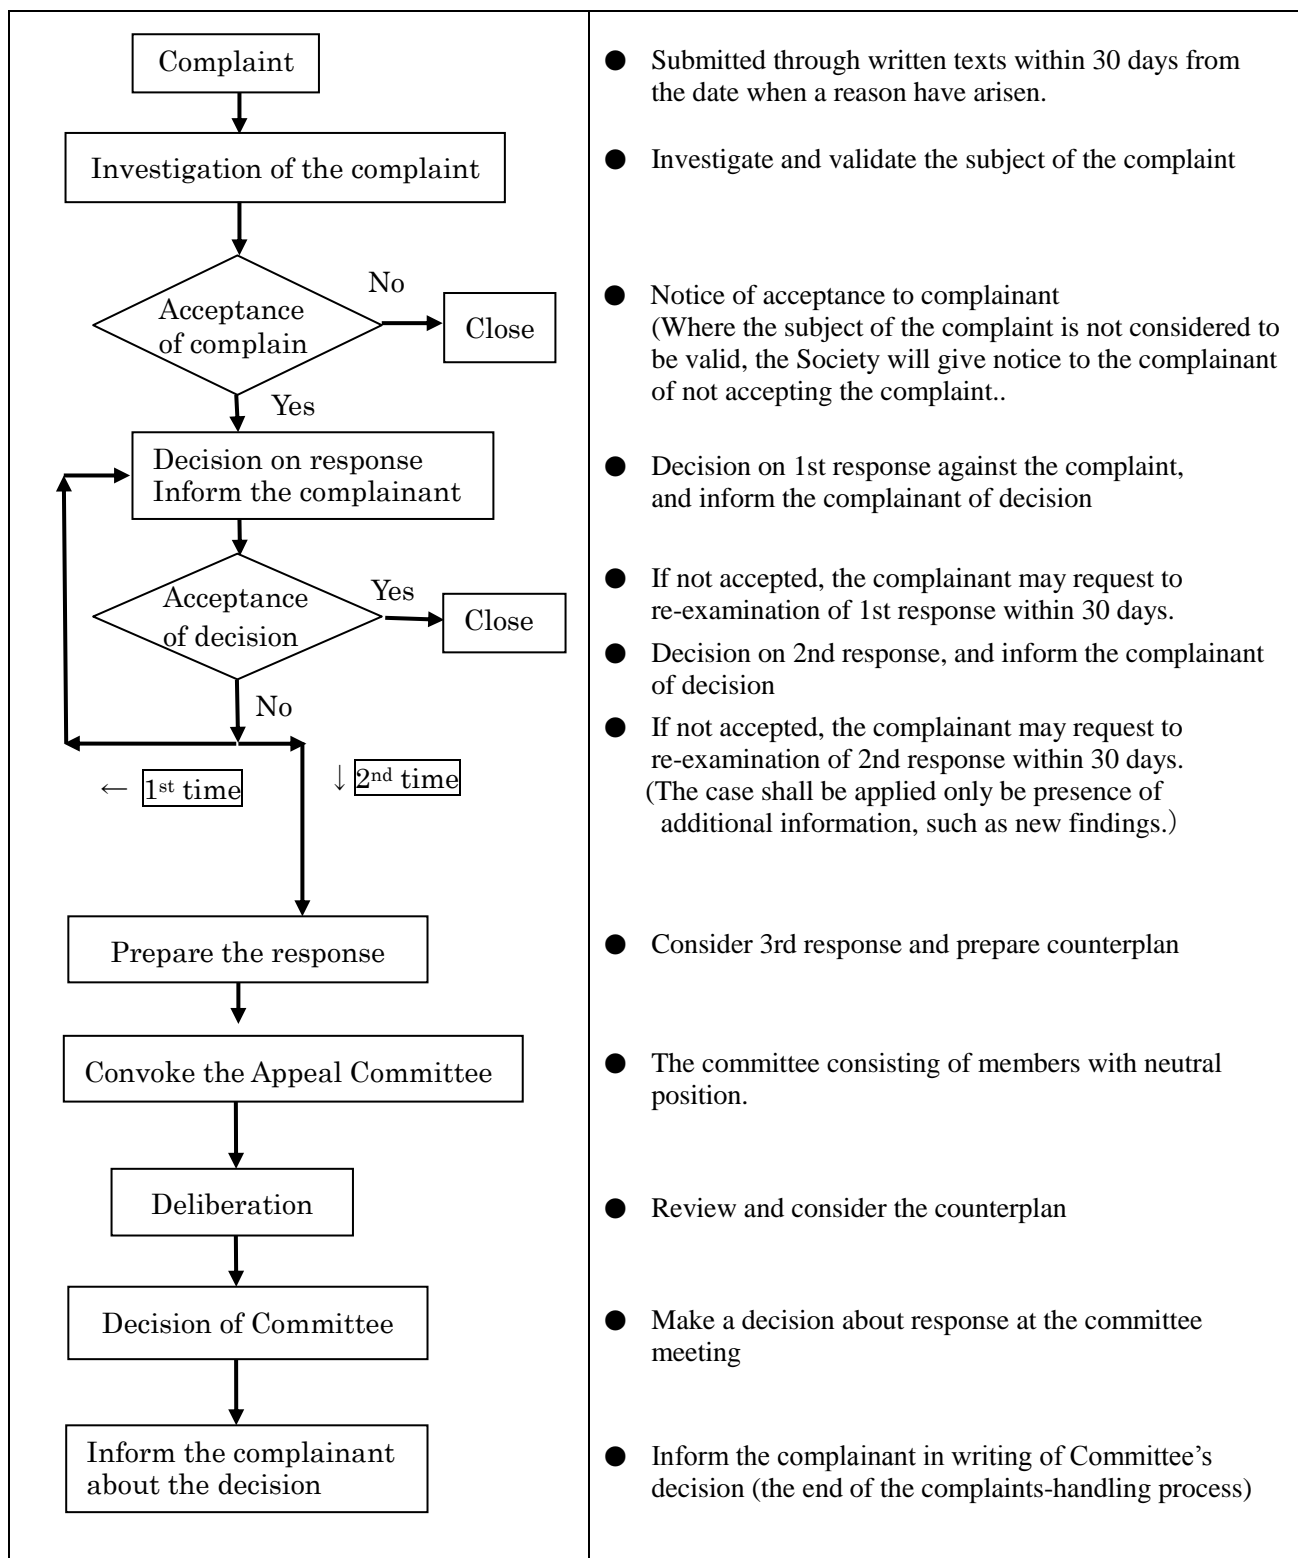 Complaint
Investigation of the complaint
Acceptance
of complain
No
Close
Yes
Decision on response
Inform the complainant
Acceptance
of decision
Yes
Close
No
← 1st time
↓ 2nd time
Prepare the response
Convoke the Appeal Committee
Deliberation
Decision of Committee
Inform the complainant
about the decision
● Submitted through written texts within 30 days from
the date when a reason have arisen.
● Investigate and validate the subject of the complaint
● Notice of acceptance to complainant
(Where the subject of the complaint is not considered to
be valid, the Society will give notice to the complainant
of not accepting the complaint..
● Decision on 1st response against the complaint,
and inform the complainant of decision
● If not accepted, the complainant may request to
re-examination of 1st response within 30 days.
● Decision on 2nd response, and inform the complainant
of decision
● If not accepted, the complainant may request to
re-examination of 2nd response within 30 days.
(The case shall be applied only be presence of
additional information, such as new findings.）
● Consider 3rd response and prepare counterplan
● The committee consisting of members with neutral
position.
● Review and consider the counterplan
● Make a decision about response at the committee
meeting
● Inform the complainant in writing of Committee’s
decision (the end of the complaints-handling process)